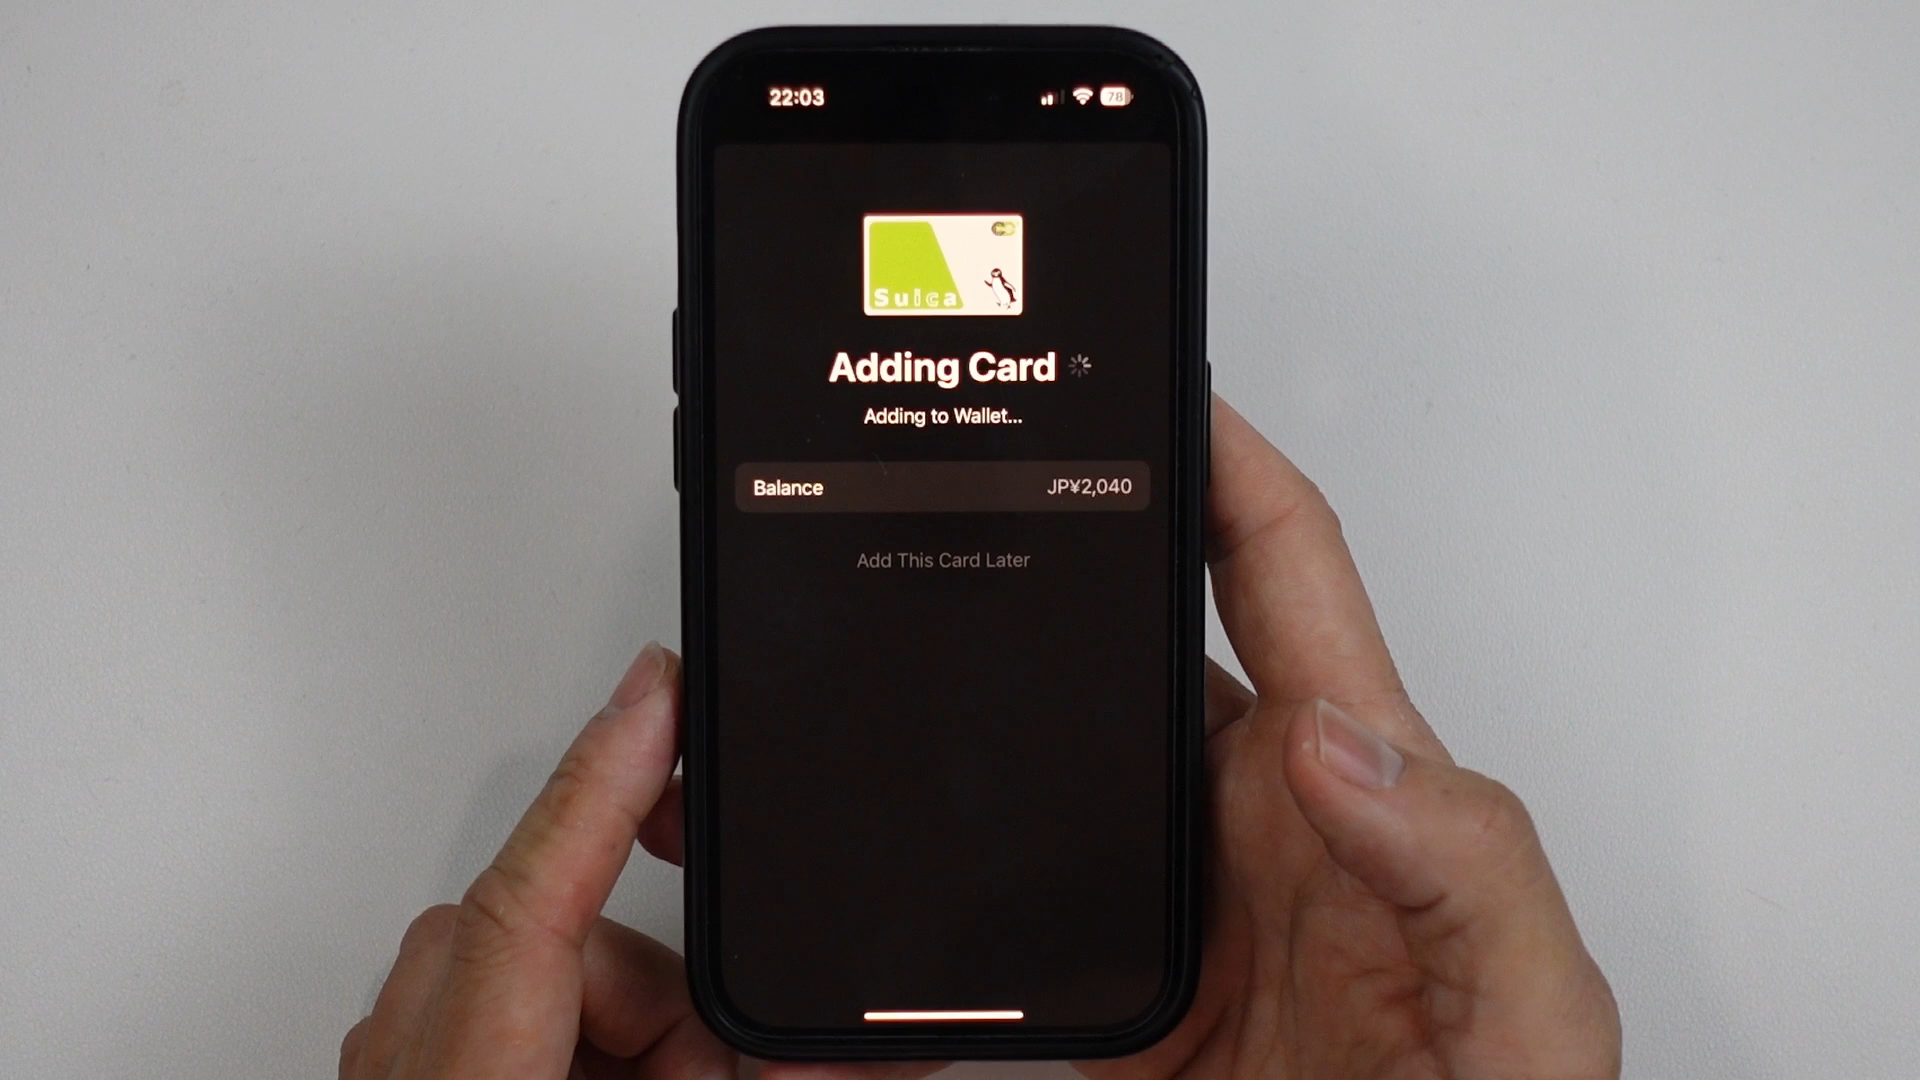 22:03
78
Suica
Adding Card
Adding to Wallet...
Balance JP¥2,040
Add This Card Later